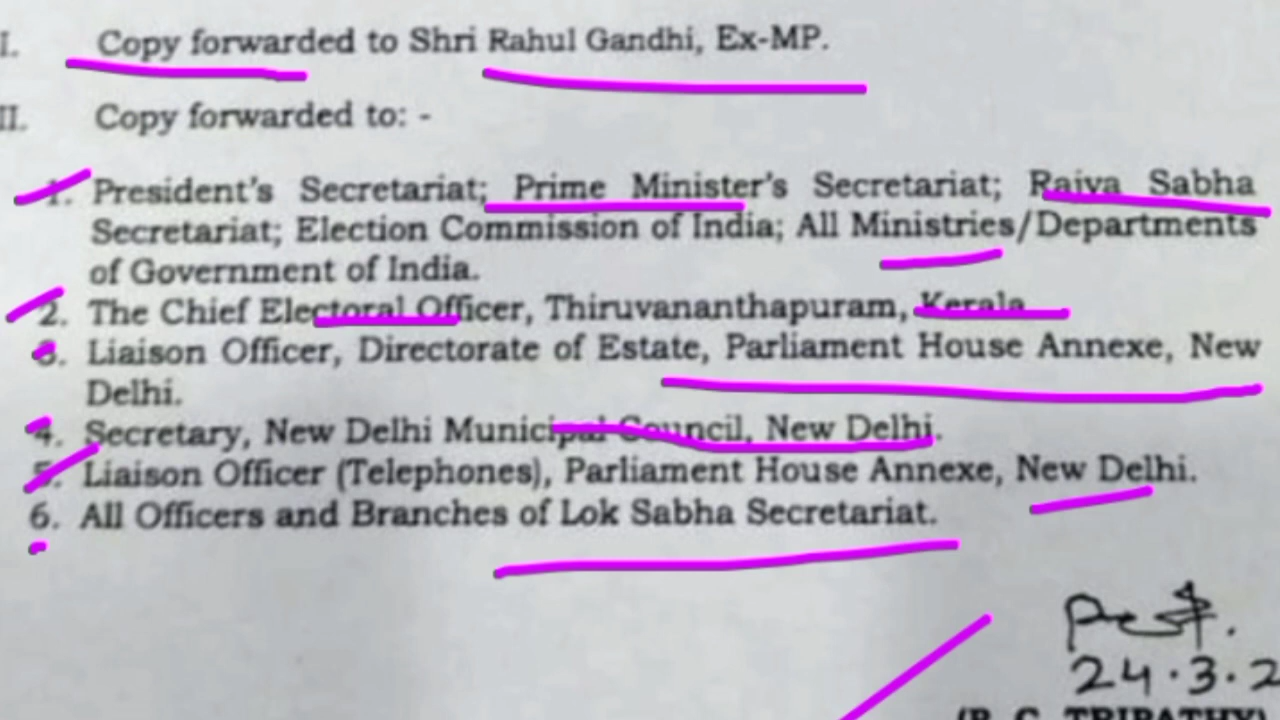 I. Copy forwarded to Shri Rahul Gandhi, Ex-MP.
II. Copy forwarded to: -
1. President's Secretariat; Prime Minister's Secretariat; Rajya Sabha
Secretariat; Election Commission of India; All Ministries/Departments
of Government of India.
2. The Chief Electoral Officer, Thiruvananthapuram, Kerala
3. Liaison Officer, Directorate of Estate, Parliament House Annexe, New
Delhi.
4. Secretary, New Delhi Municipal Council, New Delhi.
5. Liaison Officer (Telephones), Parliament House Annexe, New Delhi.
6. All Officers and Branches of Lok Sabha Secretariat.
24.3.2
(P. C. TRIPATHY)